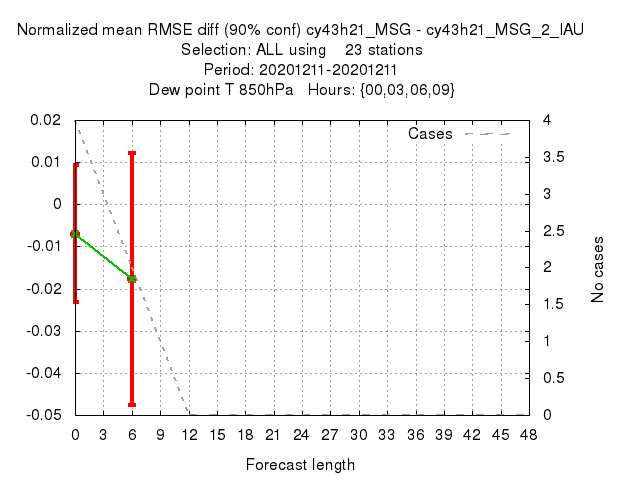 Normalized mean RMSE diff (90% conf) cy43h21_MSG - cy43h21_MSG_2_IAU
Selection: ALL using    23 stations
Period: 20201211-20201211
Dew point T 850hPa   Hours: {00,03,06,09}
Cases
0.02
0.01
0
-0.01
-0.02
-0.03
-0.04
-0.05
4
3.5
3
2.5
2
1.5
1
0.5
0
No cases
0 3 6 9 12 15 18 21 24 27 30 33 36 39 42 45 48
Forecast length